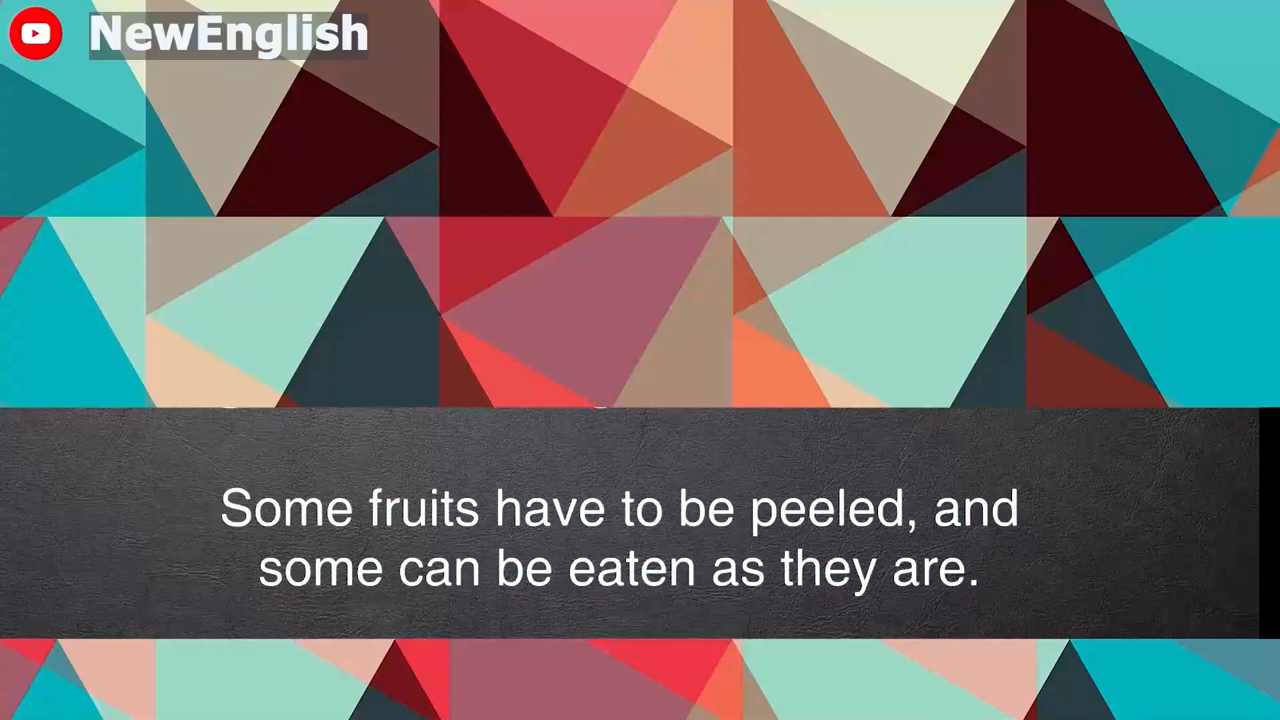 NewEnglish
Some fruits have to be peeled, and
some can be eaten as they are.